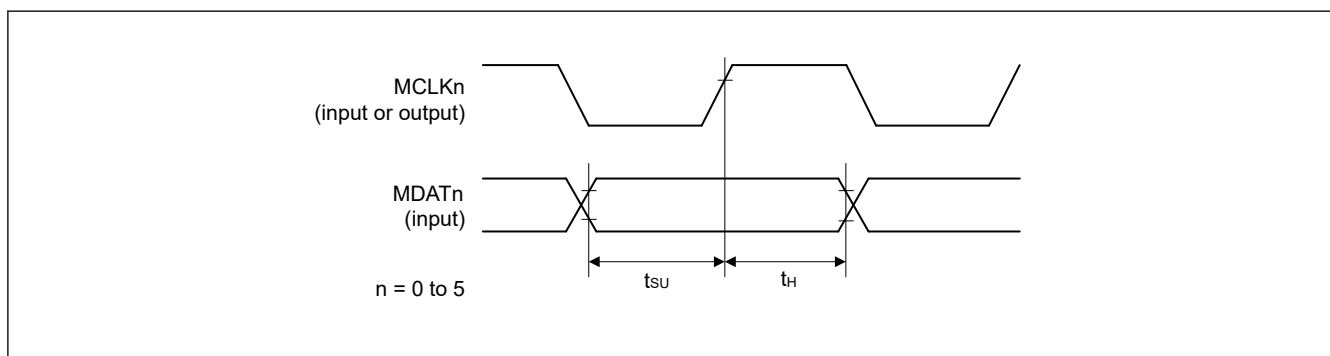 MCLKn
(input or output)
MDATn
(input)
tSU
tH
n = 0 to 5